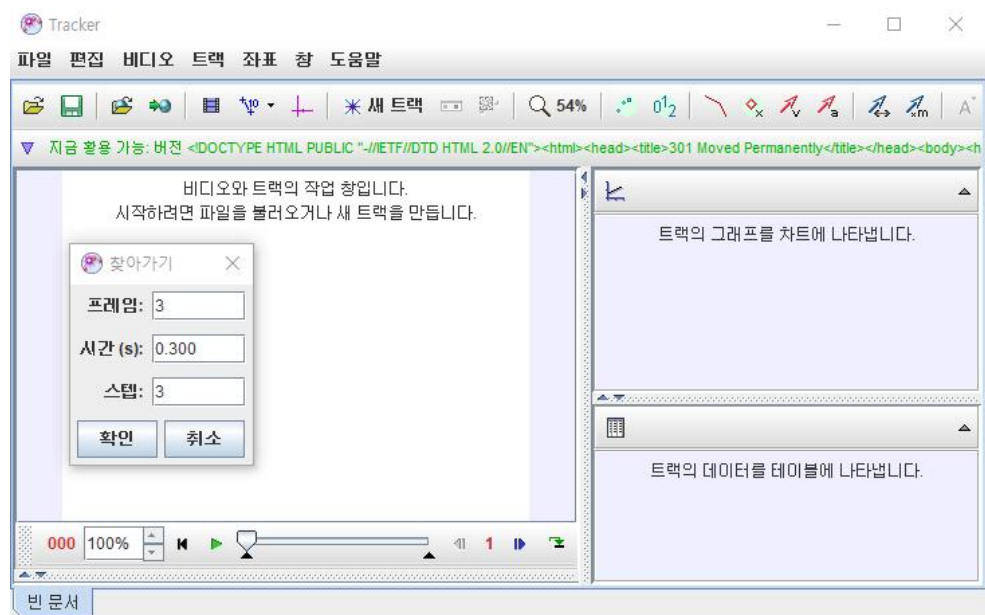 Tracker
파일 편집 비디오 트랙 좌표 창 도움말
새 트랙 54%
지금 활용 가능: 버전 <!DOCTYPE HTML PUBLIC "-//IETF//DTD HTML 2.0//EN"><html><head><title>301 Moved Permanently</title></head><body><h
비디오와 트랙의 작업 창입니다.
시작하려면 파일을 불러오거나 새 트랙을 만듭니다.
찾아가기
프레임: 3
시간 (s): 0.300
스텝: 3
확인 취소
000 100% 1
트랙의 그래프를 차트에 나타냅니다.
트랙의 데이터를 테이블에 나타냅니다.
빈 문서